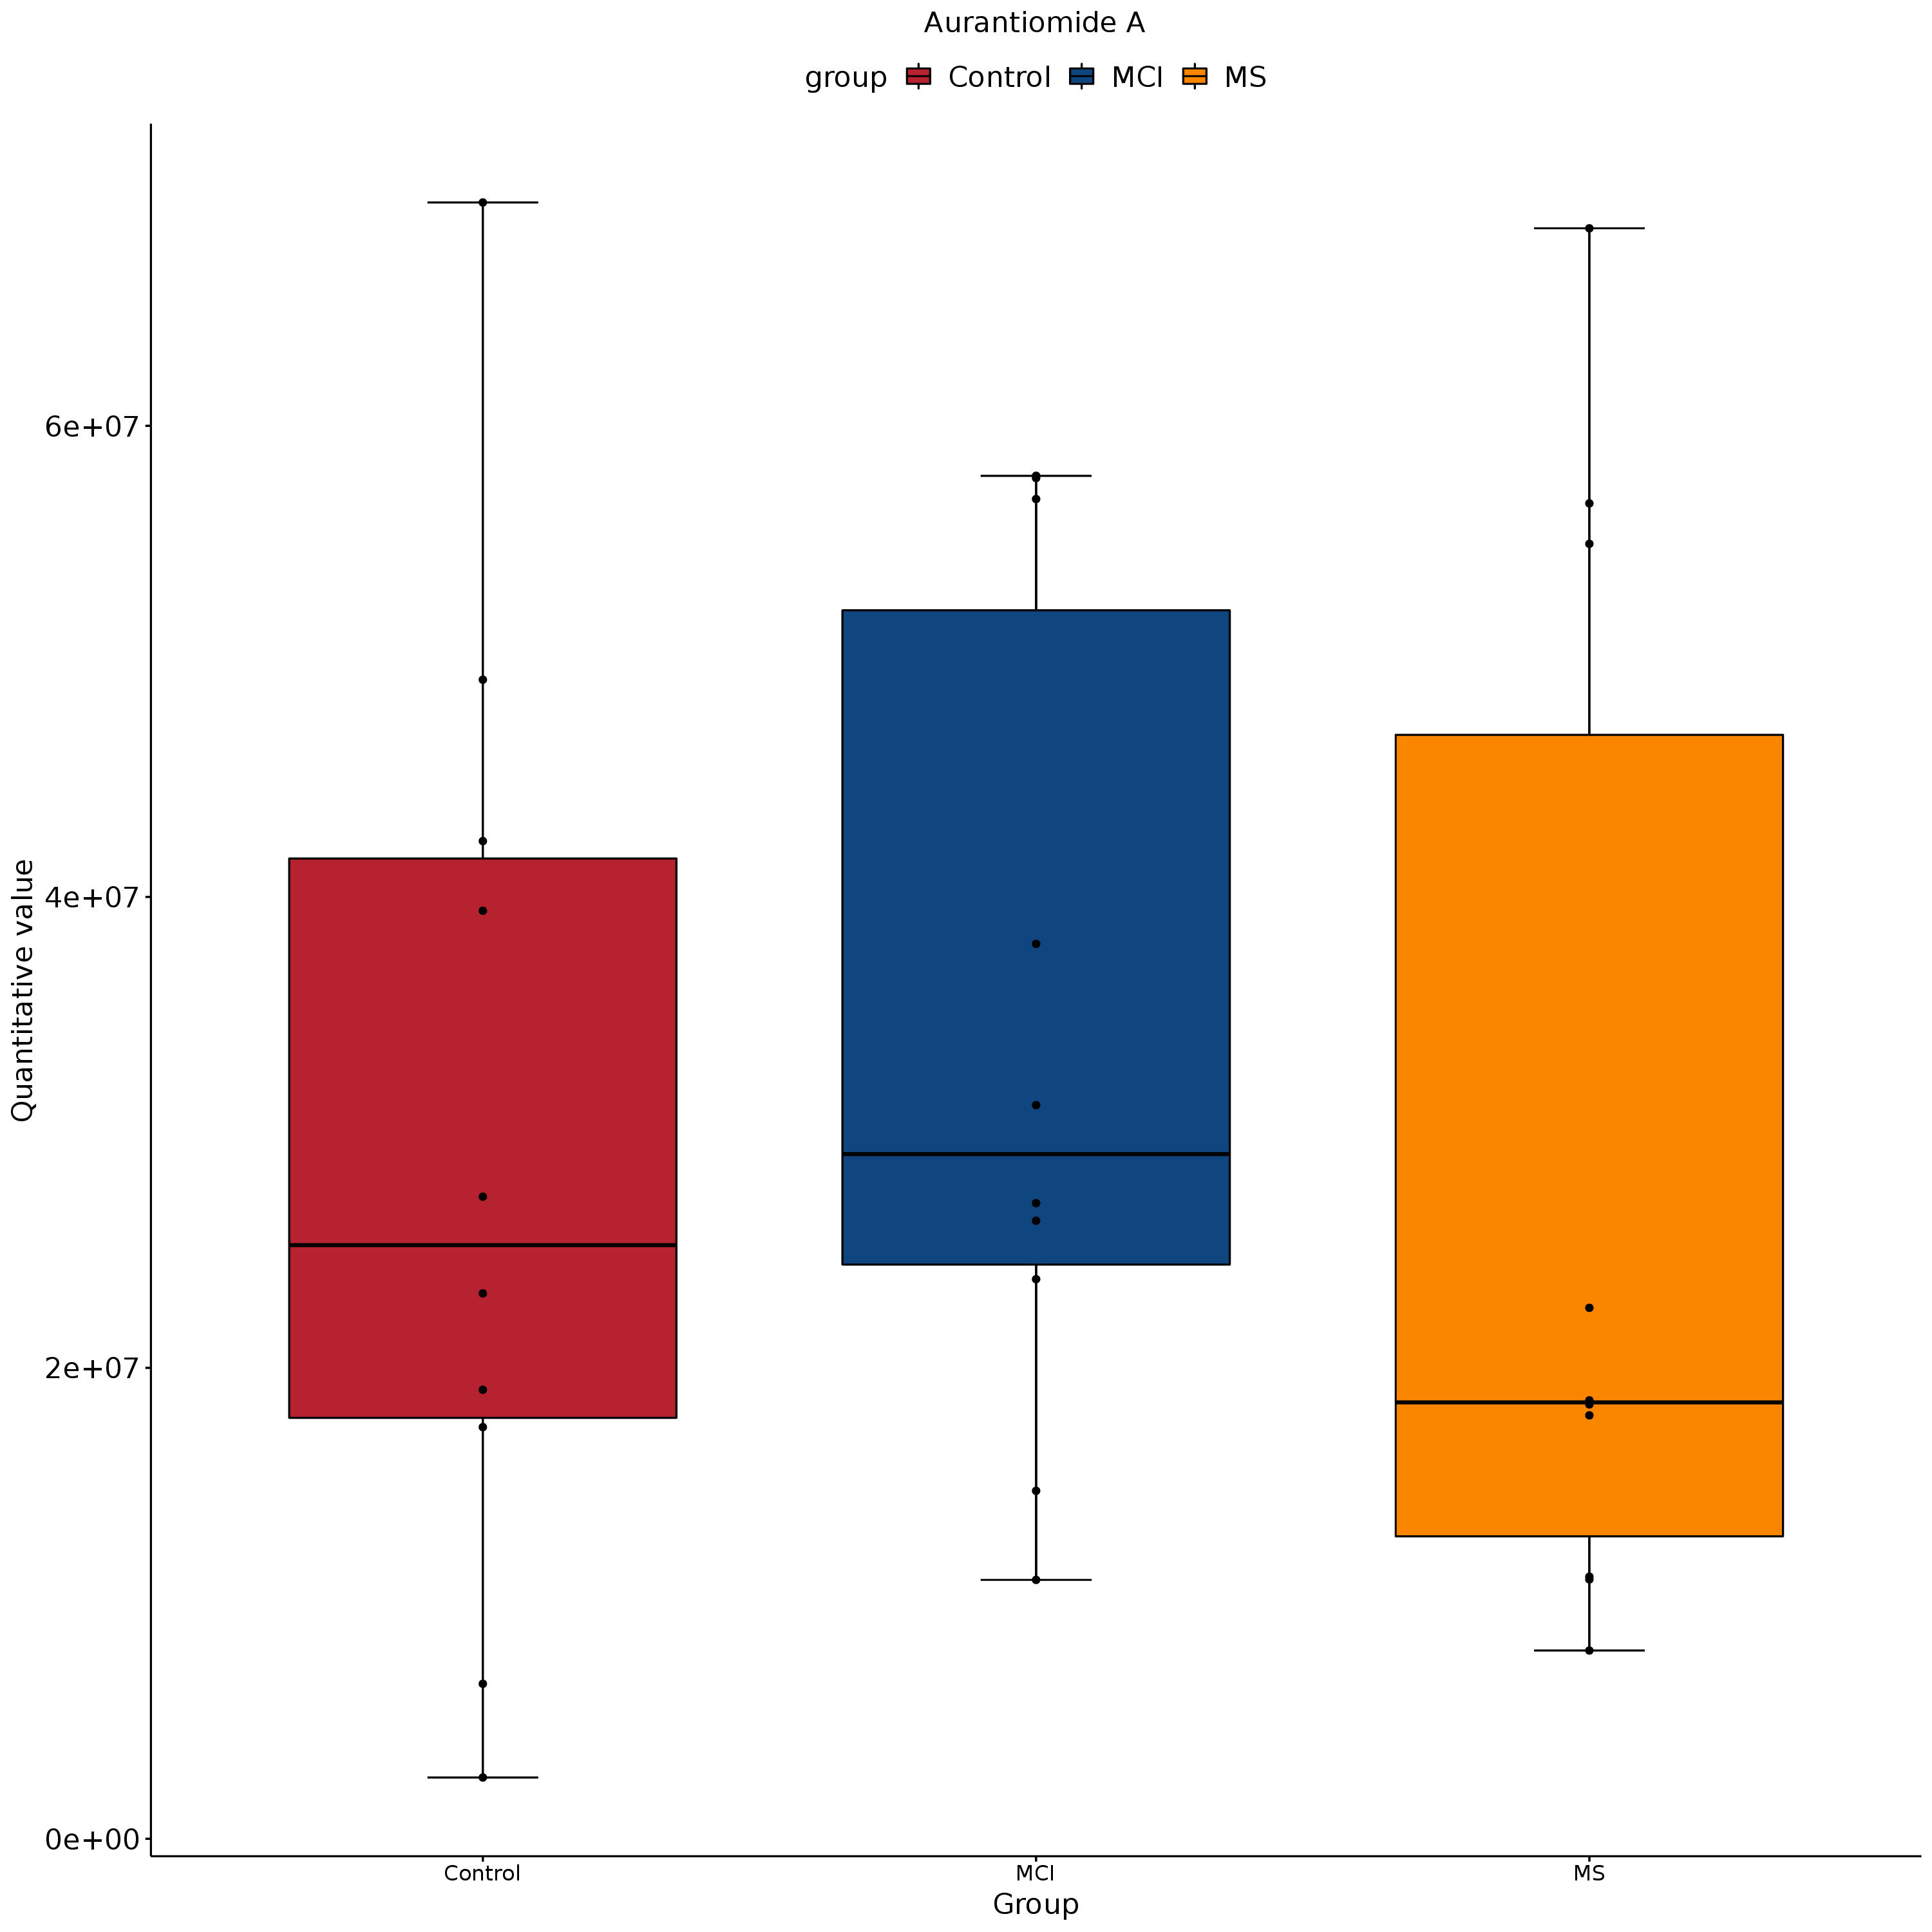 Aurantiomide A
group Control MCI MS
Quantitative value
6e+07
4e+07
2e+07
0e+00
Control MCI MS
Group